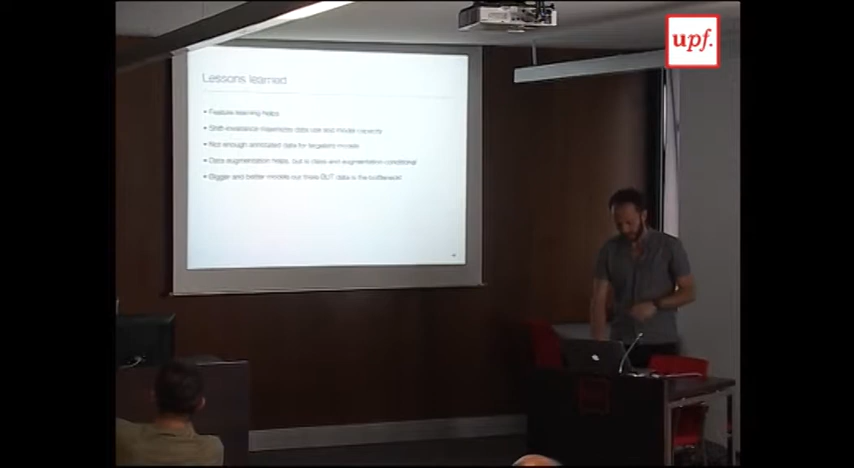 upf.
Lessons learned
• Feature learning helps
• Shift-invariance maximizes data use and model capacity
• Not enough annotated data for targeted models
• Data augmentation helps, but is class and augmentation conditional
• Bigger and better models out there BUT data is the bottleneck!